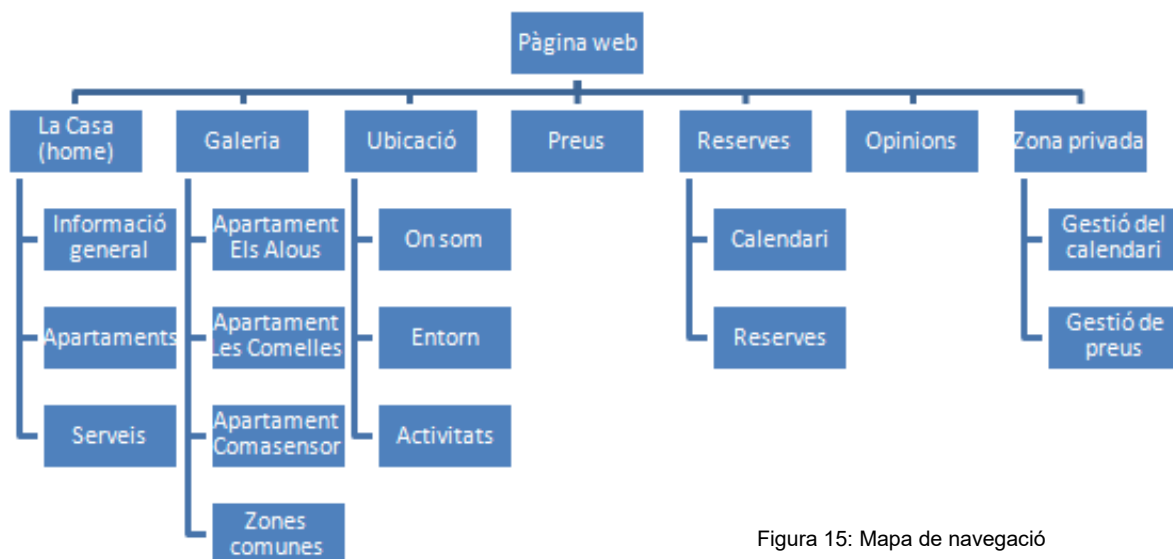 Pàgina web
La Casa
(home)
Galeria
Ubicació
Preus
Reserves
Opinions
Zona privada
Informació
general
Apartaments
Serveis
Apartament
Els Alous
Apartament
Les Comelles
Apartament
Comasensor
Zones
comunes
On som
Entorn
Activitats
Calendari
Reserves
Gestió del
calendari
Gestió de
preus
Figura 15: Mapa de navegació